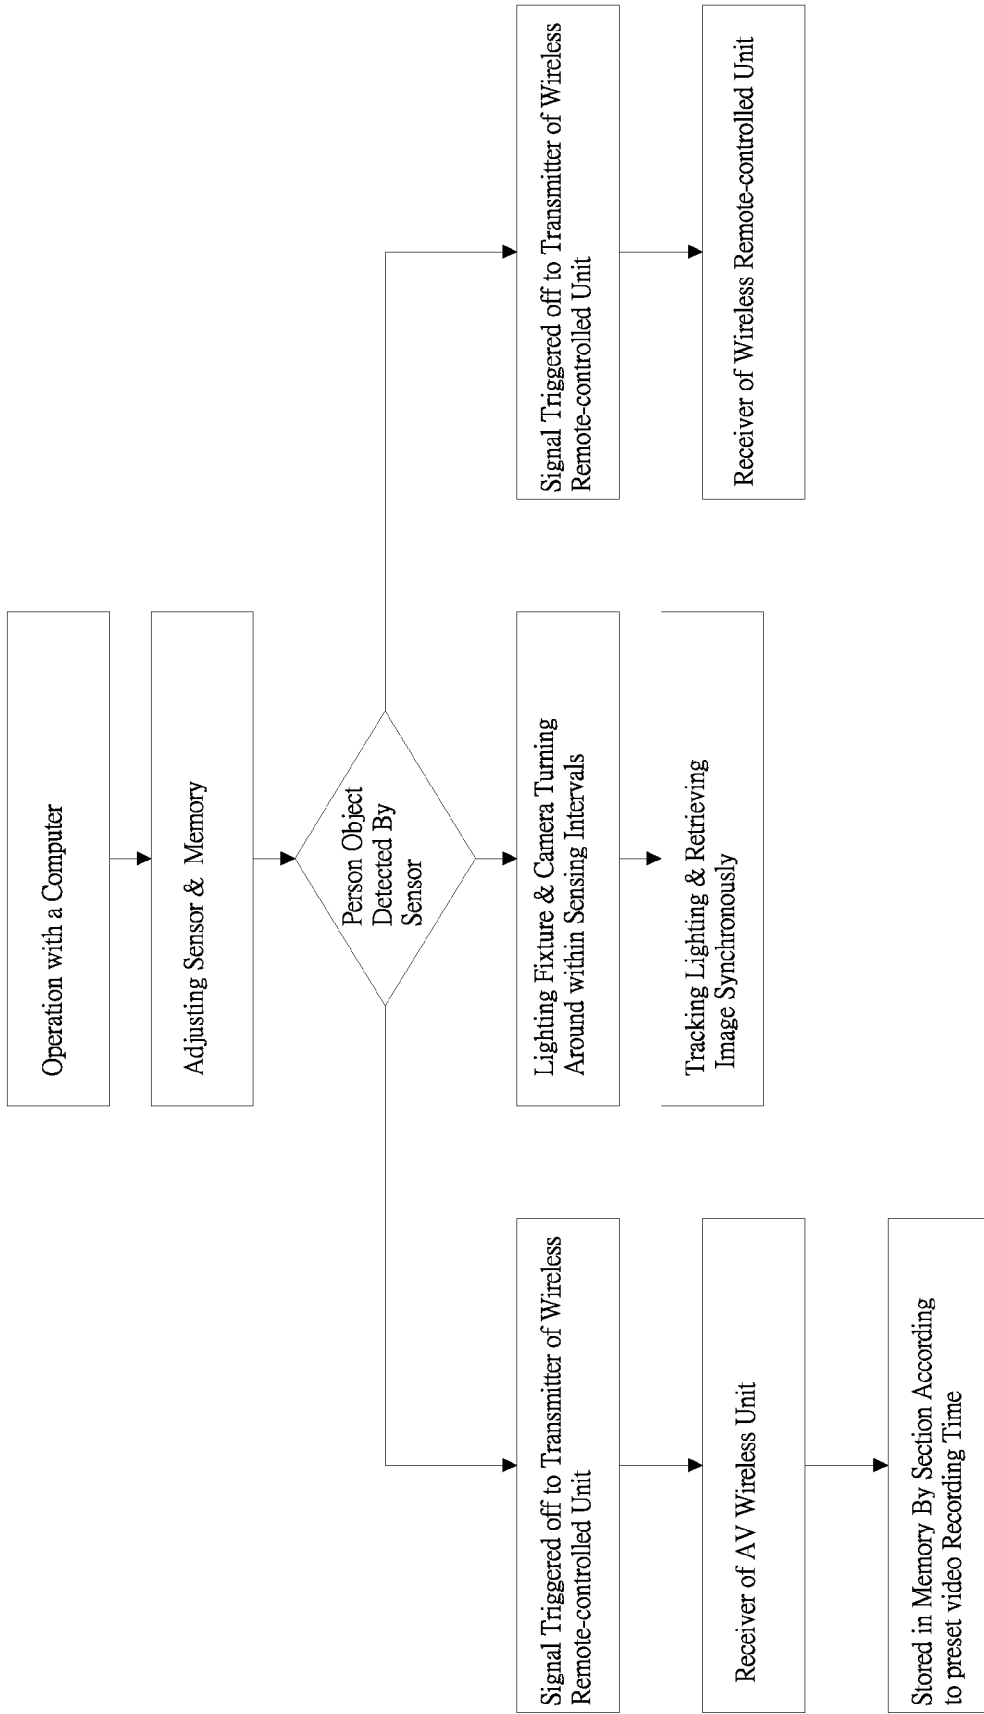 Operation with a Computer
Adjusting Sensor & Memory
Person Object
Detected By
Sensor
Signal Triggered off to Transmitter of Wireless
Remote-controlled Unit
Receiver of AV Wireless Unit
Stored in Memory By Section According
to preset video Recording Time
Lighting Fixture & Camera Turning
Around within Sensing Intervals
Tracking Lighting & Retrieving
Image Synchronously
Signal Triggered off to Transmitter of Wireless
Remote-controlled Unit
Receiver of Wireless Remote-controlled Unit